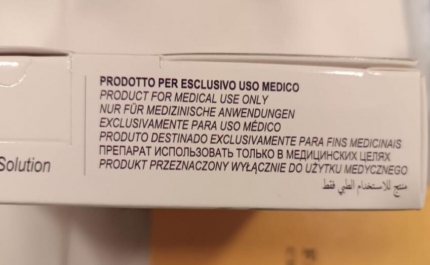 PRODOTTO PER ESCLUSIVO USO MEDICO
PRODUCT FOR MEDICAL USE ONLY
NUR FÜR MEDIZINISCHE ANWENDUNGEN
EXCLUSIVAMENTE PARA USO MÉDICO
PRODUTO DESTINADO EXCLUSIVAMENTE PARA FINS MEDICINAIS
ПРЕПАРАТ ИСПОЛЬЗОВАТЬ ТОЛЬКО В МЕДИЦИНСКИХ ЦЕЛЯХ
PRODUKT PRZEZNACZONY WYŁĄCZNIE DO UŻYTKU MEDYCZNEGO
منتج للاستخدام الطبي فقط
Solution